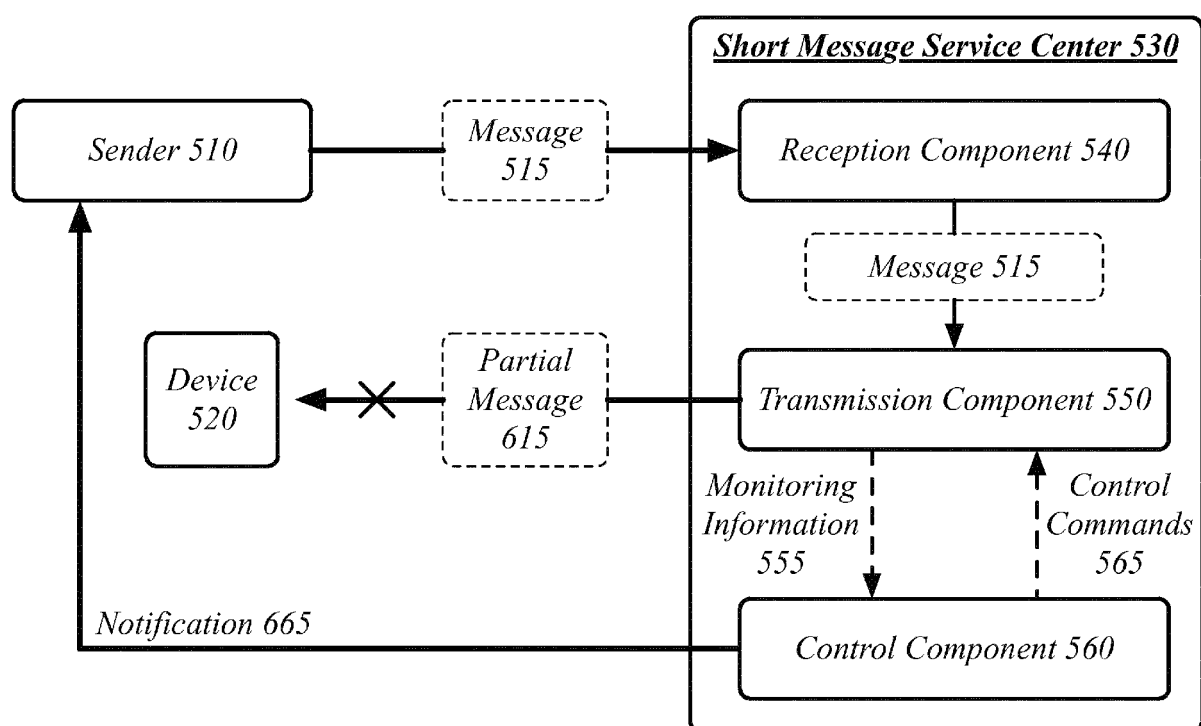 Short Message Service Center 530
Sender 510
Message
515
Reception Component 540
Message 515
Device
520
Partial
Message
615
Transmission Component 550
Monitoring
Information
555
Control
Commands
565
Notification 665
Control Component 560